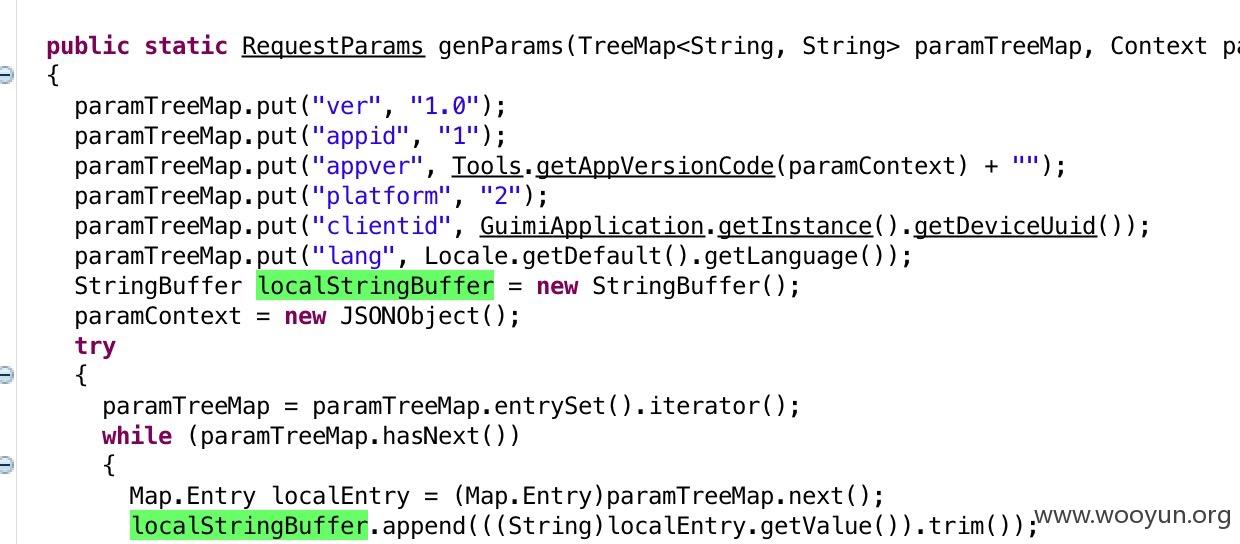 public static RequestParams genParams(TreeMap<String, String> paramTreeMap, Context
{
paramTreeMap.put("ver", "1.0");
paramTreeMap.put("appid", "1");
paramTreeMap.put("appver", Tools.getAppVersionCode(paramContext) + "");
paramTreeMap.put("platform", "2");
paramTreeMap.put("clientid", GuimiApplication.getInstance().getDeviceUuid());
paramTreeMap.put("lang", Locale.getDefault().getLanguage());
StringBuffer localStringBuffer = new StringBuffer();
paramContext = new JSONObject();
try
{
paramTreeMap = paramTreeMap.entrySet().iterator();
while (paramTreeMap.hasNext())
{
Map.Entry localEntry = (Map.Entry)paramTreeMap.next();
localStringBuffer.append(((String)localEntry.getValue()).trim());
www.wooyun.org